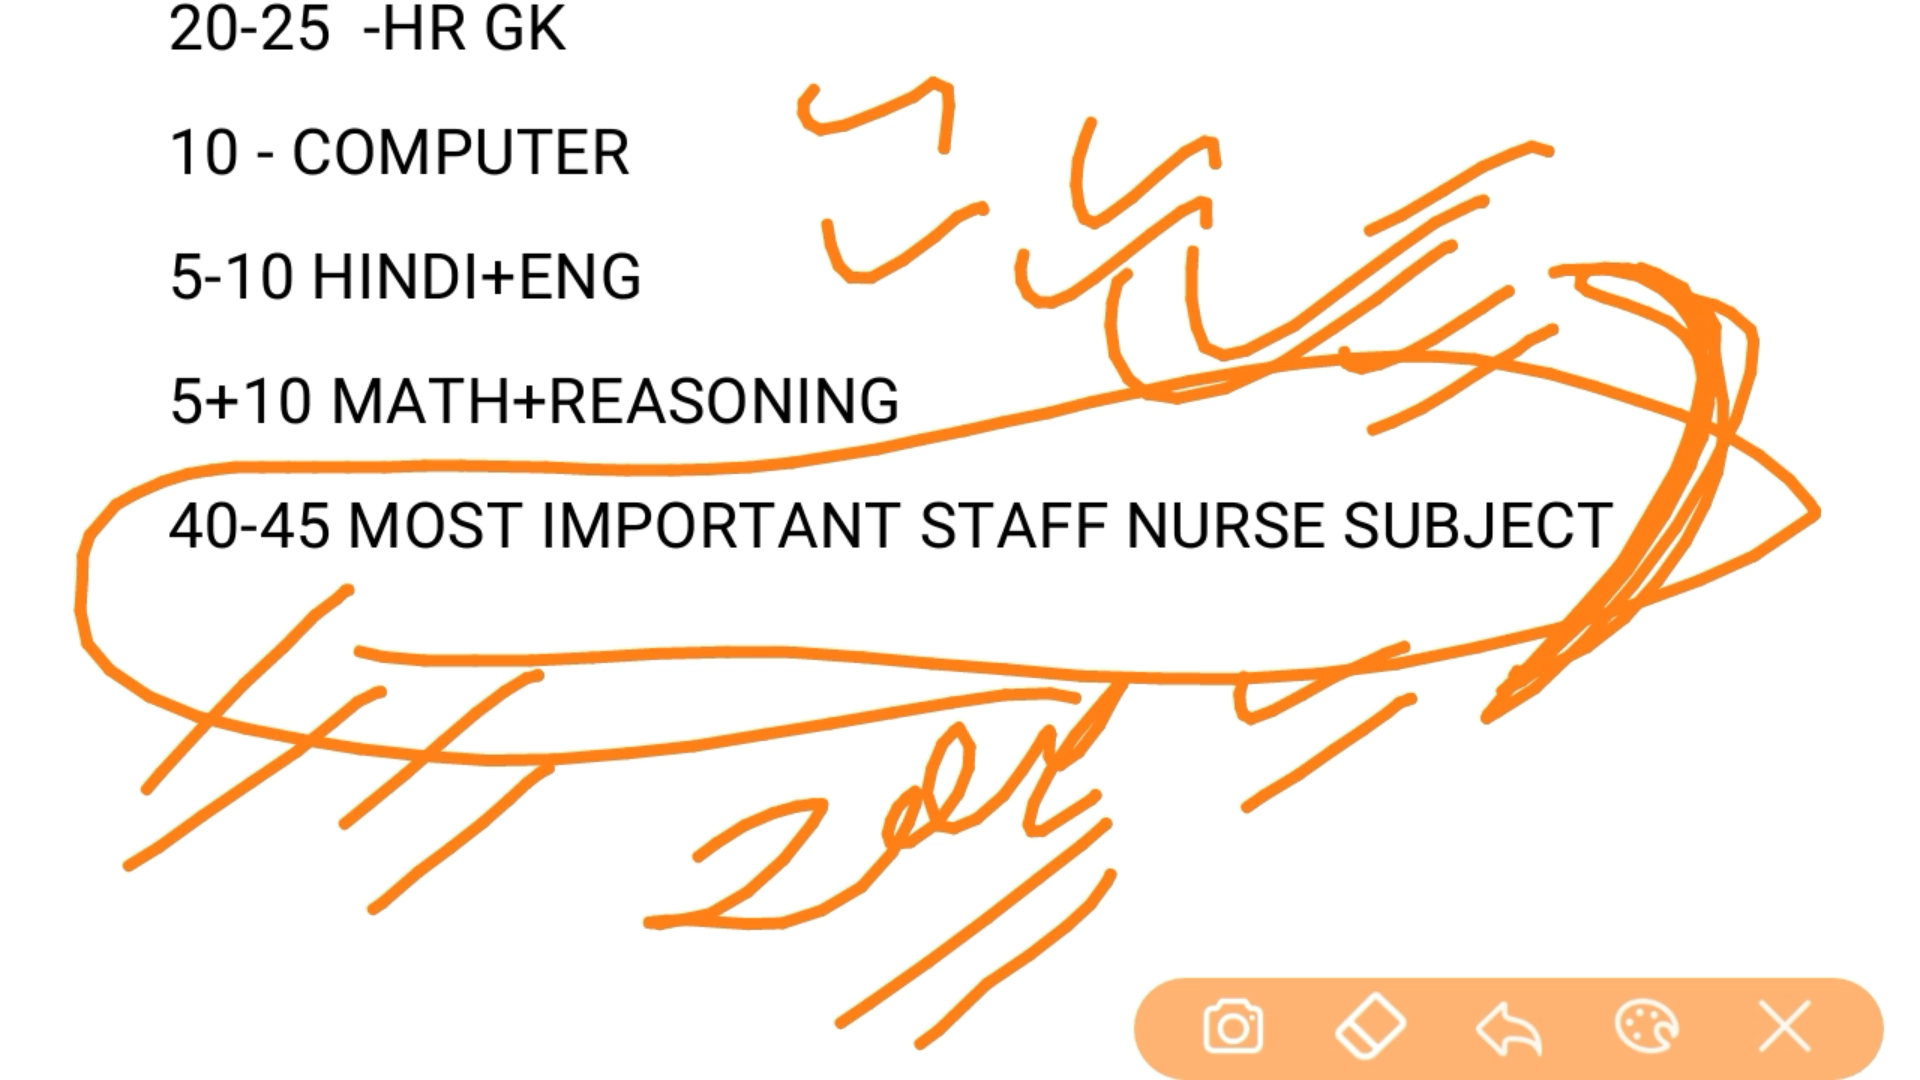 20-25 -HR GK
10 - COMPUTER
5-10 HINDI+ENG
5+10 MATH+REASONING
40-45 MOST IMPORTANT STAFF NURSE SUBJECT